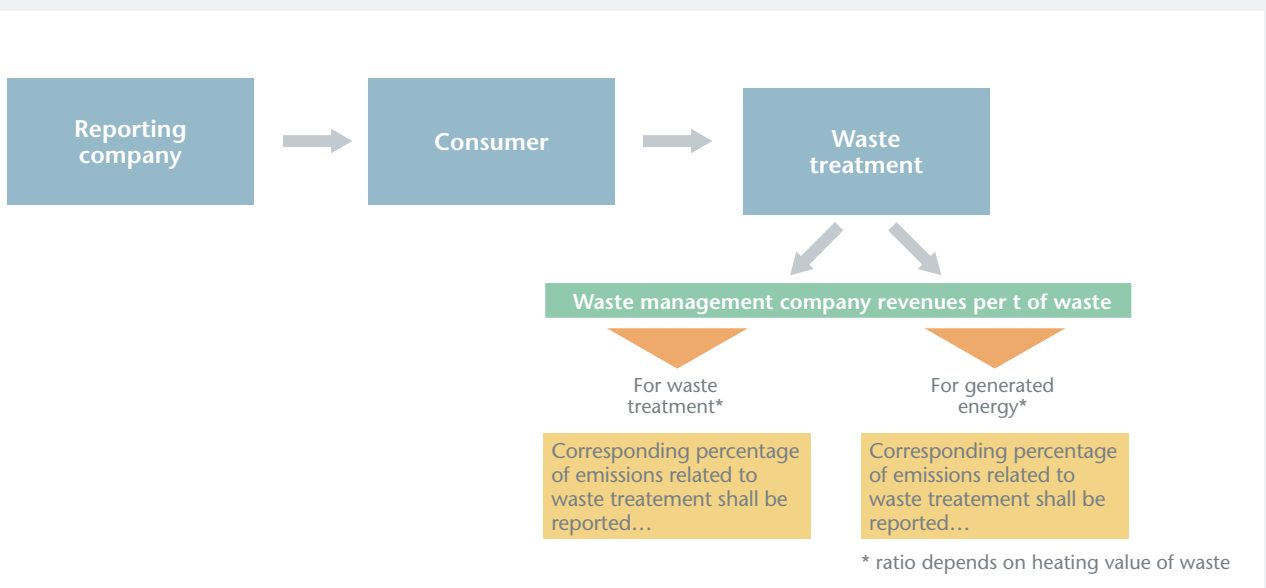 Reporting
company
Consumer
Waste
treatment
Waste management company revenues per t of waste
For waste
treatment*
For generated
energy*
Corresponding percentage
of emissions related to
waste treatement shall be
reported…
Corresponding percentage
of emissions related to
waste treatement shall be
reported…
* ratio depends on heating value of waste